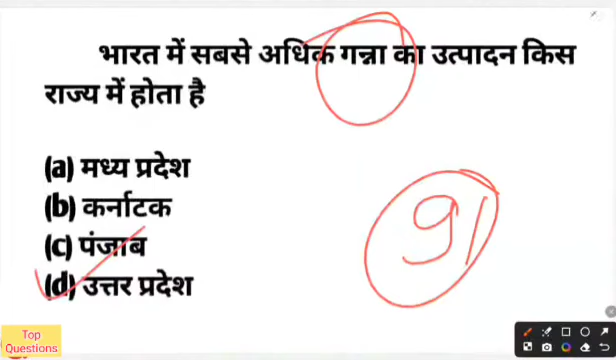 भारत में सबसे अधिक गन्ना का उत्पादन किस
राज्य में होता है
(a) मध्य प्रदेश
(b) कर्नाटक
(c) पंजाब
(d) उत्तर प्रदेश
91
Top
Questions